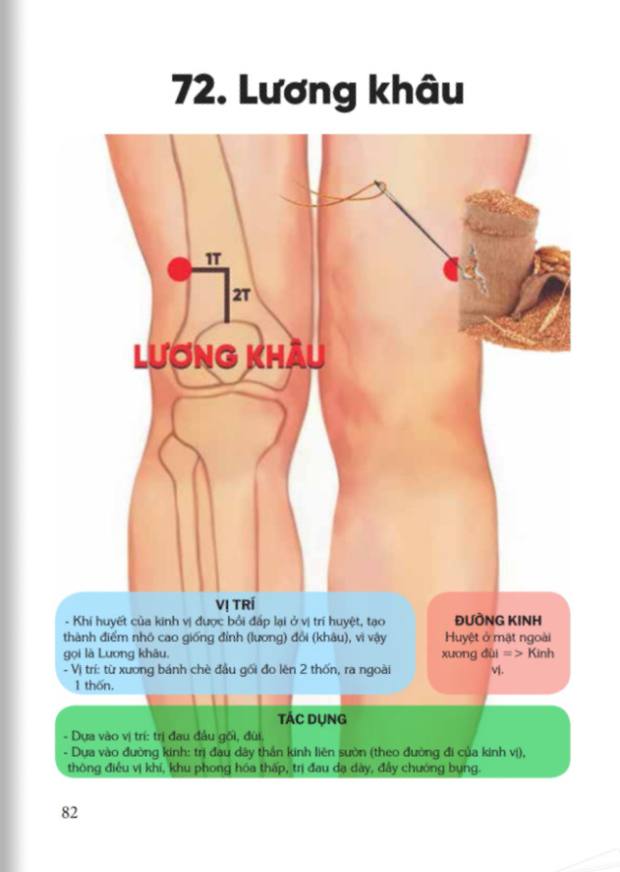 72. Lương khâu
1T
2T
LƯƠNG KHÂU
VỊ TRÍ
- Khí huyết của kinh vị được bồi đắp lại ở vị trí huyệt, tạo
thành điểm nhô cao giống đỉnh (lương) đồi (khâu), vì vậy
gọi là Lương khâu.
- Vị trí: từ xương bánh chè đầu gối đo lên 2 thốn, ra ngoài
1 thốn.
ĐƯỜNG KINH
Huyệt ở mặt ngoài
xương đùi => Kinh
vị.
TÁC DỤNG
- Dựa vào vị trí: trị đau đầu gối, đùi.
- Dựa vào đường kinh: trị đau dây thần kinh liên sườn (theo đường đi của kinh vị),
thông điều vị khí, khu phong hóa thấp, trị đau dạ dày, đầy chướng bụng.
82